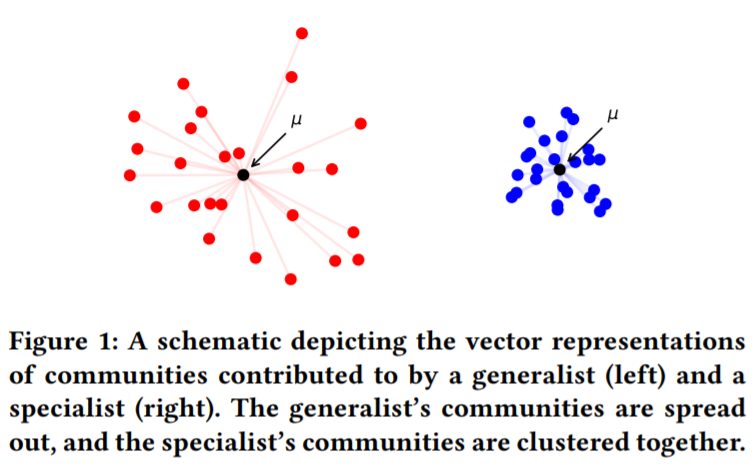 μ
μ
Figure 1: A schematic depicting the vector representations
of communities contributed to by a generalist (left) and a
specialist (right). The generalist's communities are spread
out, and the specialist's communities are clustered together.